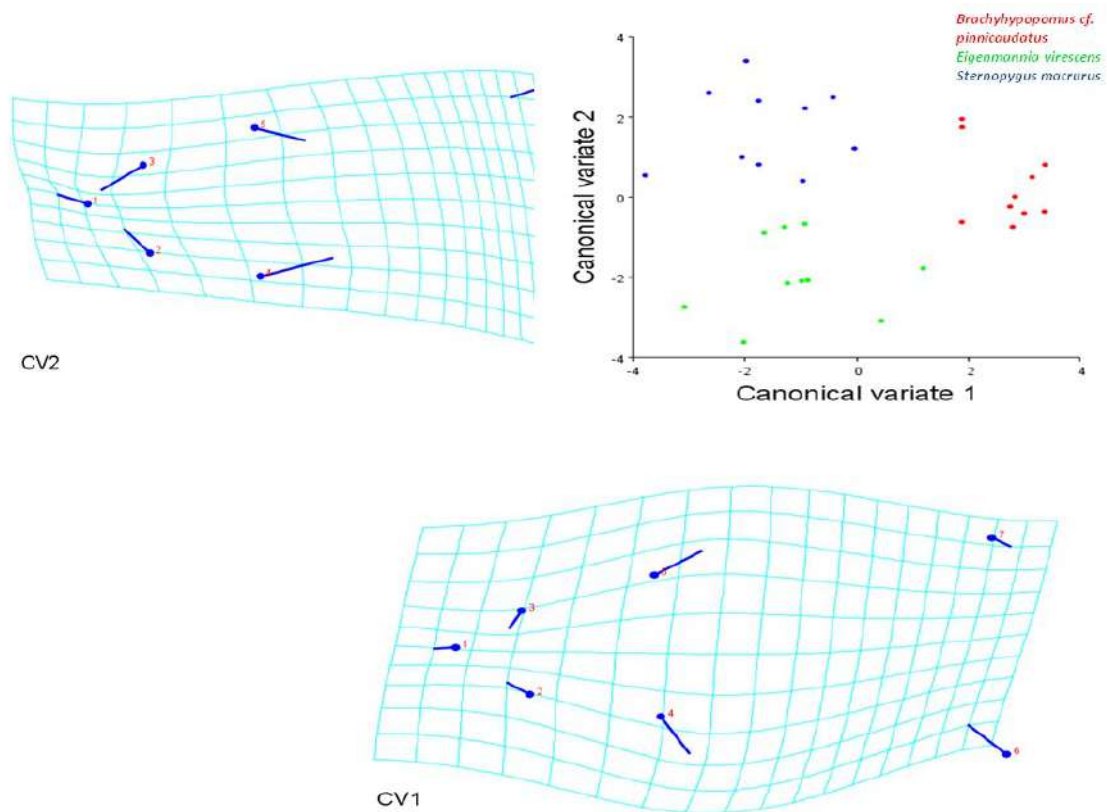 Brachyhypopomus cf.
pinnicaudatus
Eigenmannia virescens
Sternopygus macrurus
4
2
0
-2
-4
Canonical variate 2
-4
-2
0
2
4
Canonical variate 1
5
3
1
2
4
CV2
7
5
3
1
2
4
6
CV1